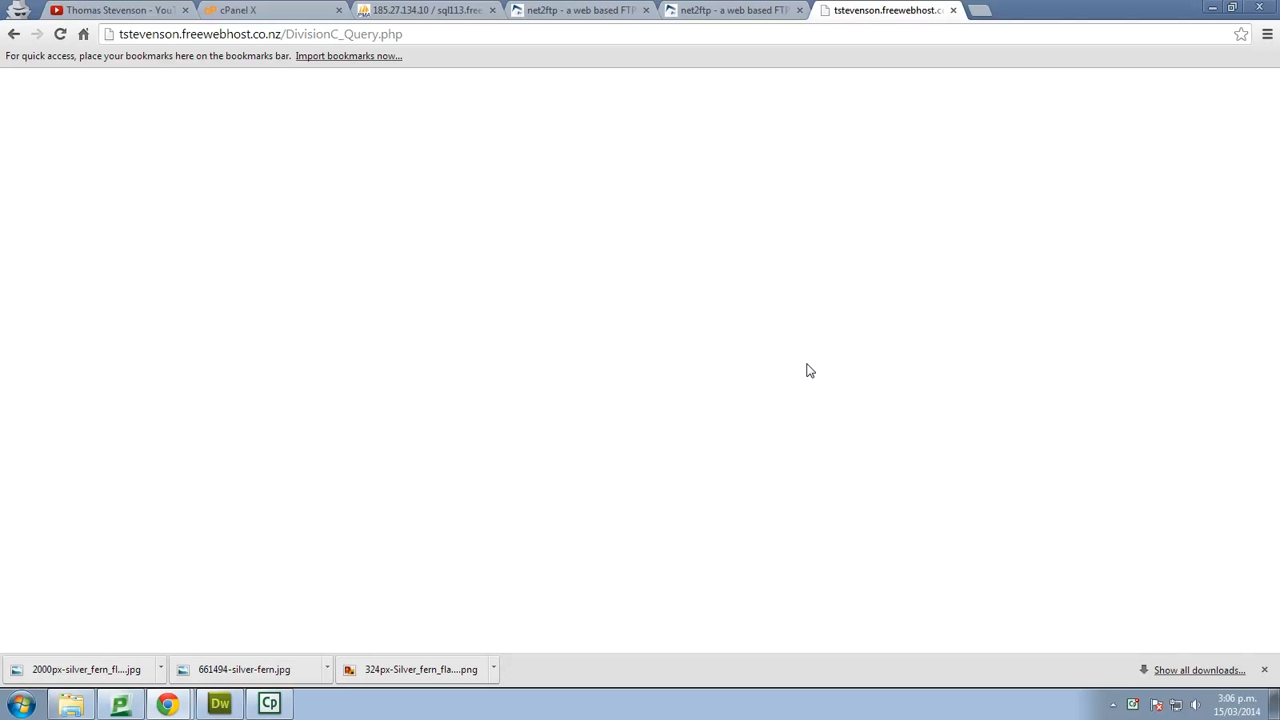 Thomas Stevenson - YouT
cPanel X
185.27.134.10 / sql113.free
net2ftp - a web based FTP
net2ftp - a web based FTP
tstevenson.freewebhost.c
tstevenson.freewebhost.co.nz/DivisionC_Query.php
For quick access, place your bookmarks here on the bookmarks bar. Import bookmarks now...
2000px-silver_fern_fl....jpg
661494-silver-fern.jpg
324px-Silver_fern_fla....png
Show all downloads...
Dw
Cp
3:06 p.m.
15/03/2014